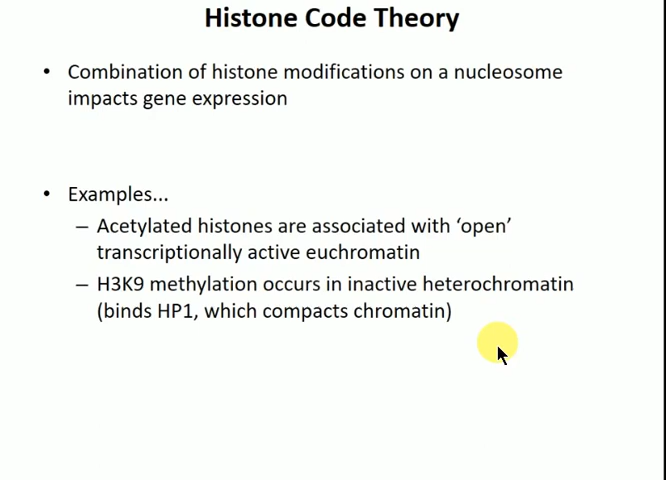 Histone Code Theory
• Combination of histone modifications on a nucleosome
impacts gene expression
• Examples...
– Acetylated histones are associated with ‘open’
transcriptionally active euchromatin
– H3K9 methylation occurs in inactive heterochromatin
(binds HP1, which compacts chromatin)